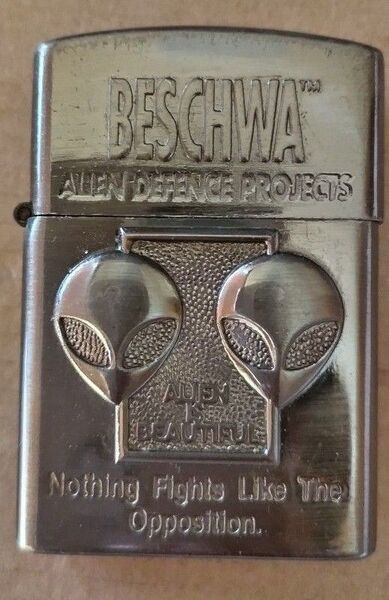 BESCHWA™
ALIEN DEFENCE PROJECTS
ALIEN
IS
BEAUTIFUL
Nothing Fights Like The
Opposition.